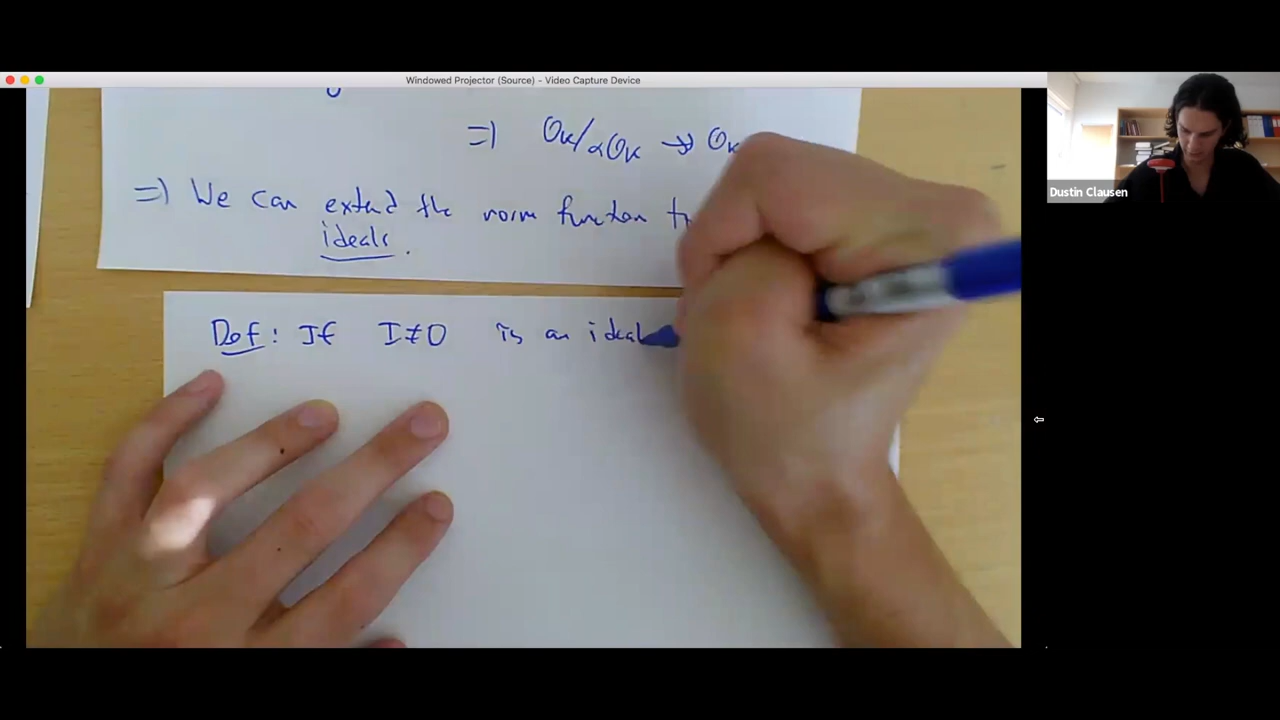 Windowed Projector (Source) - Video Capture Device
=> O_K/αO_K ↠ O_K
=> We can extend the norm function
ideals.
Def: If I≠0 is an ideal
Dustin Clausen